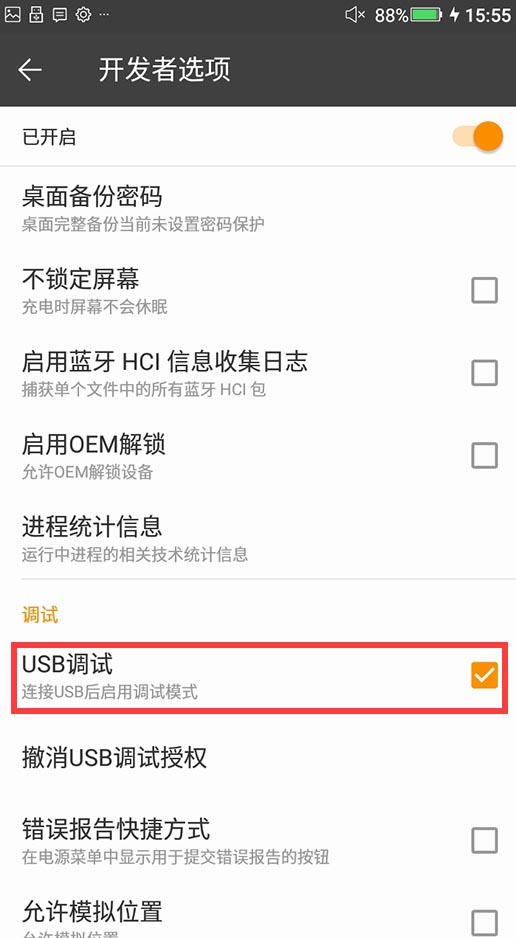 88% 15:55
开发者选项
已开启
桌面备份密码
桌面完整备份当前未设置密码保护
不锁定屏幕
充电时屏幕不会休眠
启用蓝牙 HCI 信息收集日志
捕获单个文件中的所有蓝牙 HCI 包
启用OEM解锁
允许OEM解锁设备
进程统计信息
运行中进程的相关技术统计信息
调试
USB调试
连接USB后启用调试模式
撤消USB调试授权
错误报告快捷方式
在电源菜单中显示用于提交错误报告的按钮
允许模拟位置
允许模拟位置